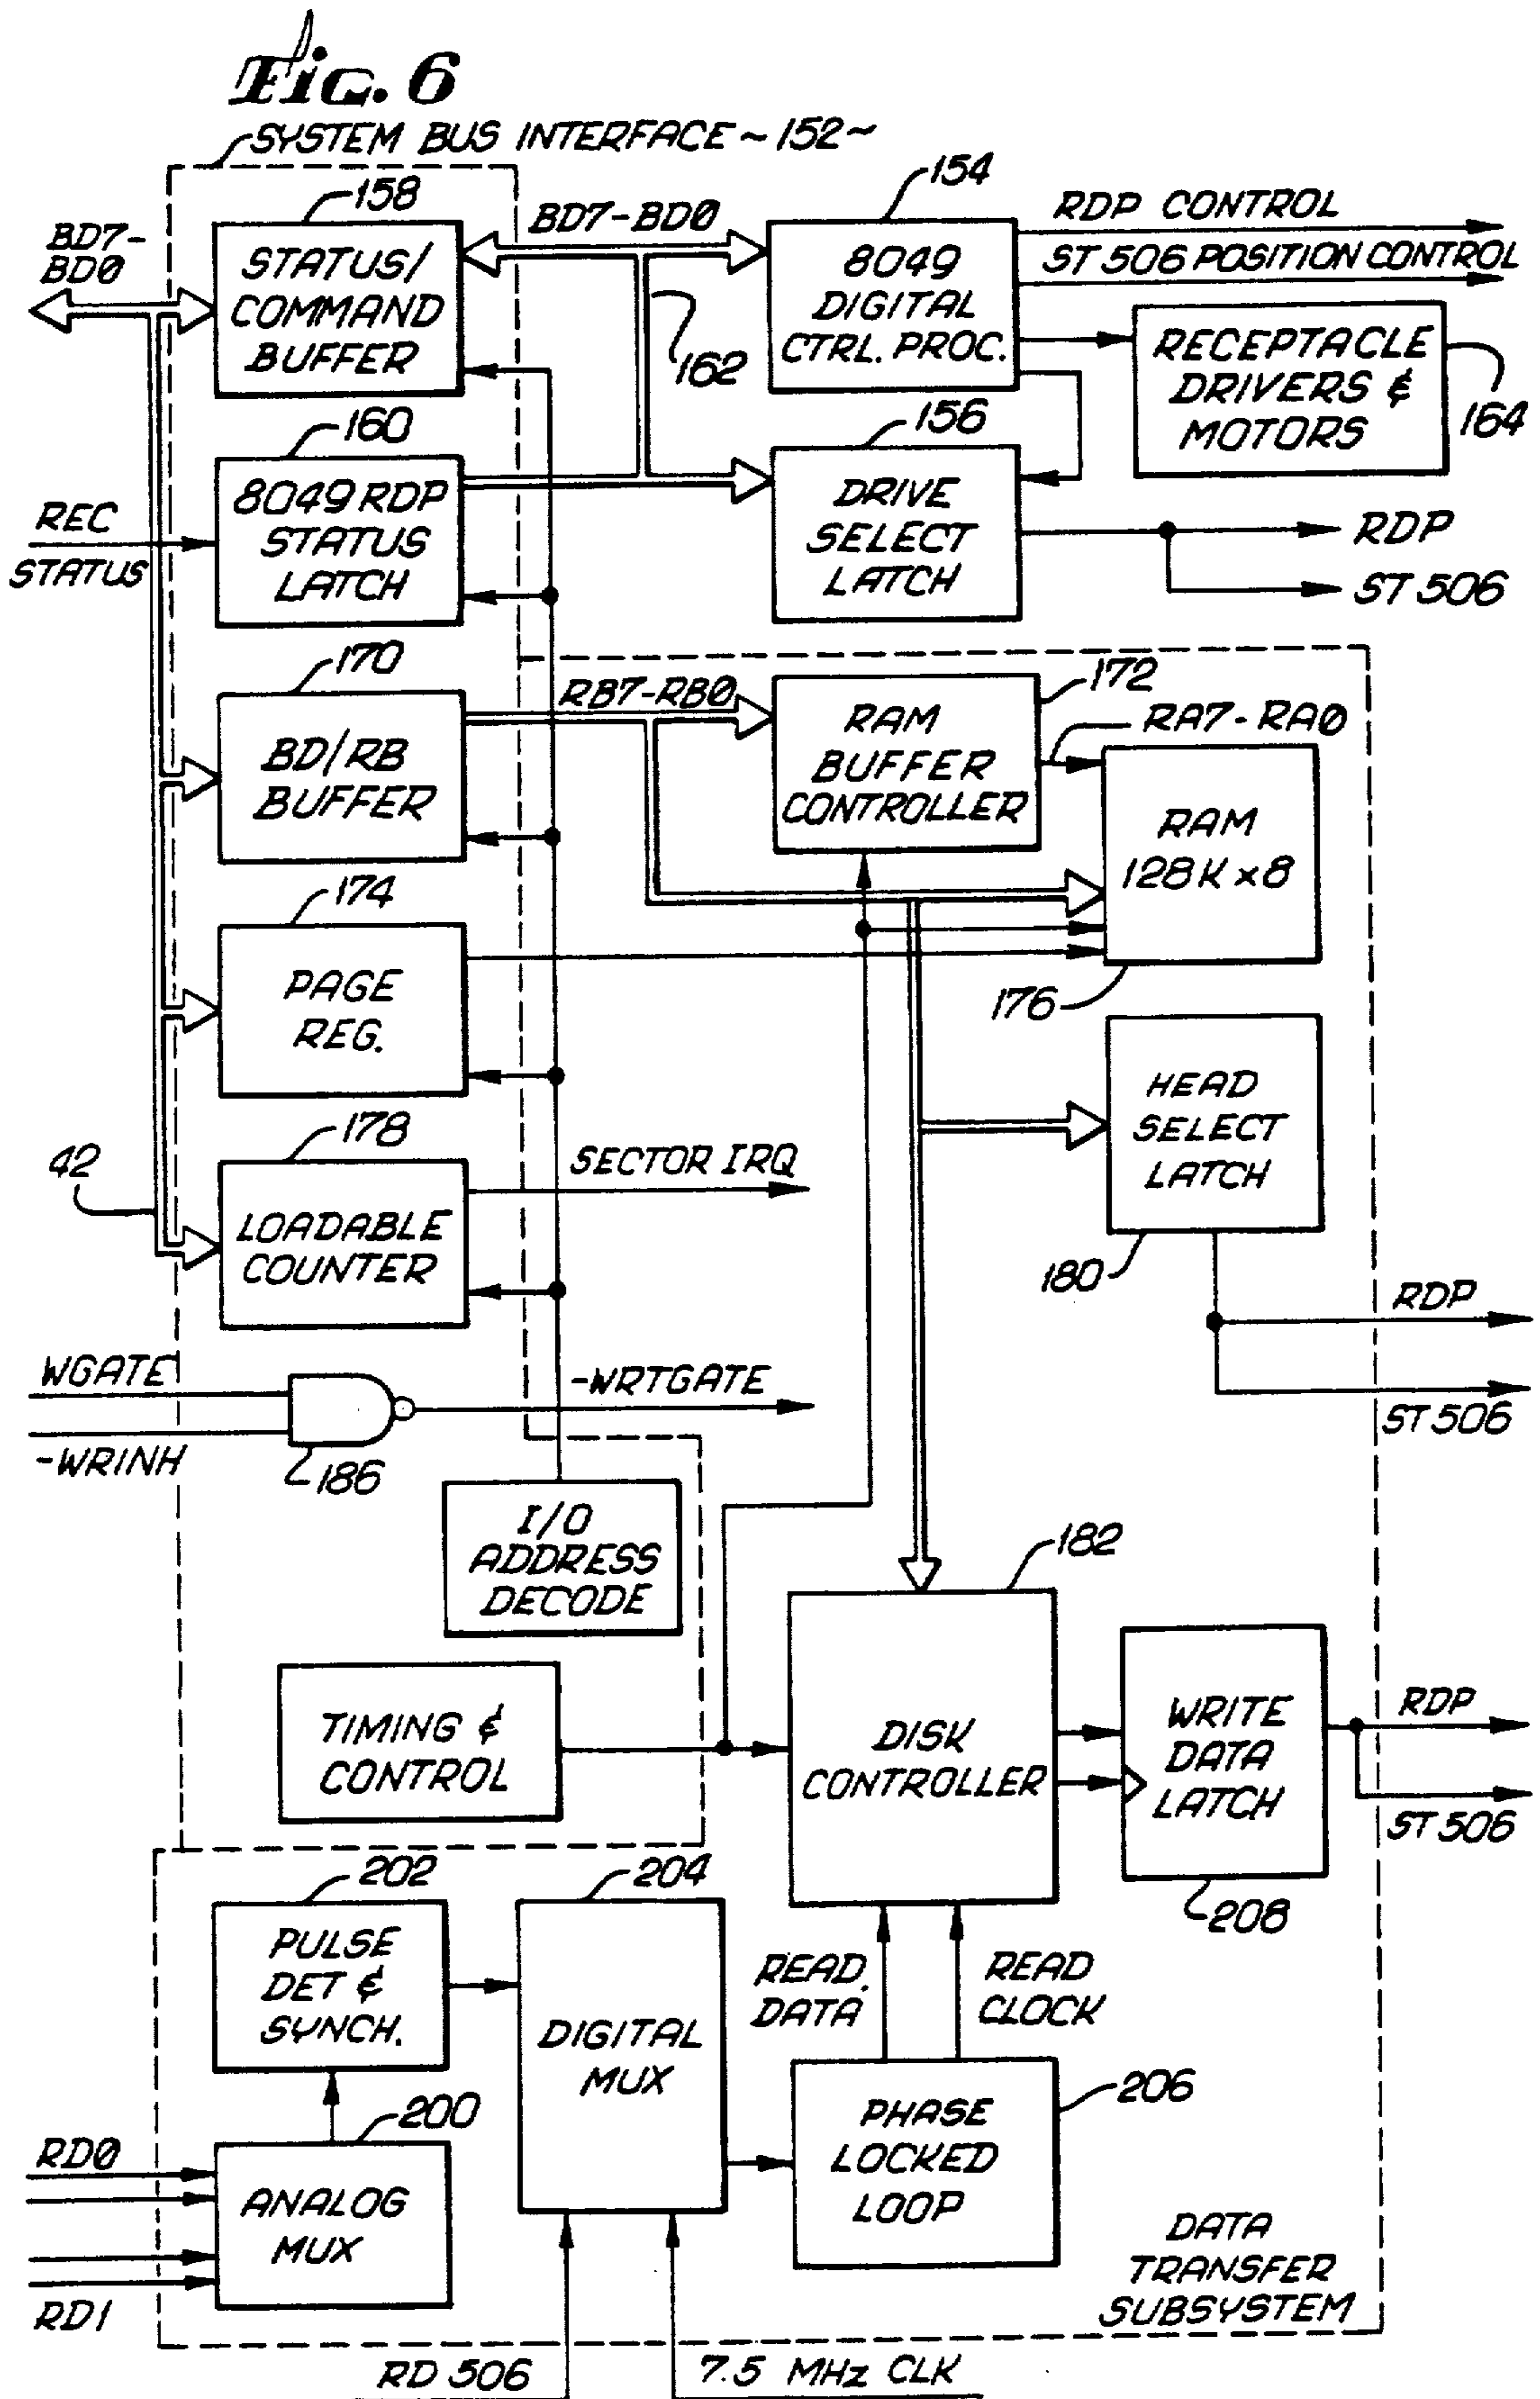 Fig. 6
SYSTEM BUS INTERFACE ~152~
158
BD7-
BD0
STATUS/
COMMAND
BUFFER
BD7-BD0
162
154
8049
DIGITAL
CTRL. PROC.
RDP CONTROL
ST 506 POSITION CONTROL
RECEPTACLE
DRIVERS &
MOTORS
164
160
REC
STATUS
8049 RDP
STATUS
LATCH
156
DRIVE
SELECT
LATCH
RDP
ST 506
170
BD/RB
BUFFER
RB7-RB0
172
RAM
BUFFER
CONTROLLER
RA7-RA0
RAM
128K x8
176
174
PAGE
REG.
HEAD
SELECT
LATCH
180
RDP
ST 506
42
178
LOADABLE
COUNTER
SECTOR IRQ
WGATE
-WRINH
186
-WRTGATE
I/O
ADDRESS
DECODE
TIMING &
CONTROL
182
DISK
CONTROLLER
WRITE
DATA
LATCH
208
RDP
ST 506
202
PULSE
DET &
SYNCH.
204
DIGITAL
MUX
READ
DATA
READ
CLOCK
206
PHASE
LOCKED
LOOP
200
ANALOG
MUX
RD0
RD1
DATA
TRANSFER
SUBSYSTEM
RD 506
7.5 MHz CLK